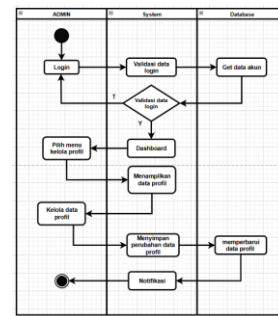 ADMIN
System
Database
Login
Validasi data
login
Get data akun
Validasi data
login
T
Y
Pilih menu
kelola profil
Dashboard
Menampilkan
data profil
Kelola data
profil
Menyimpan
perubahan data
profil
memperbarui
data profil
Notifikasi